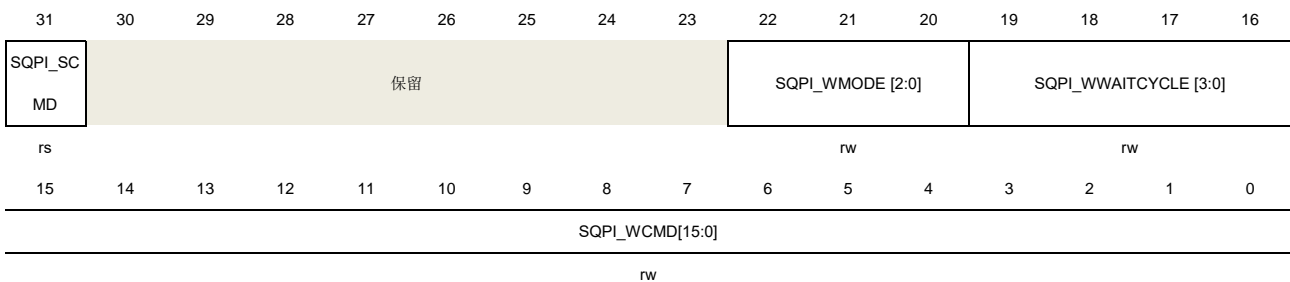 31 30 29 28 27 26 25 24 23 22 21 20 19 18 17 16
SQPI_SC
MD
保留
SQPI_WMODE [2:0]
SQPI_WWAITCYCLE [3:0]
rs rw rw
15 14 13 12 11 10 9 8 7 6 5 4 3 2 1 0
SQPI_WCMD[15:0]
rw